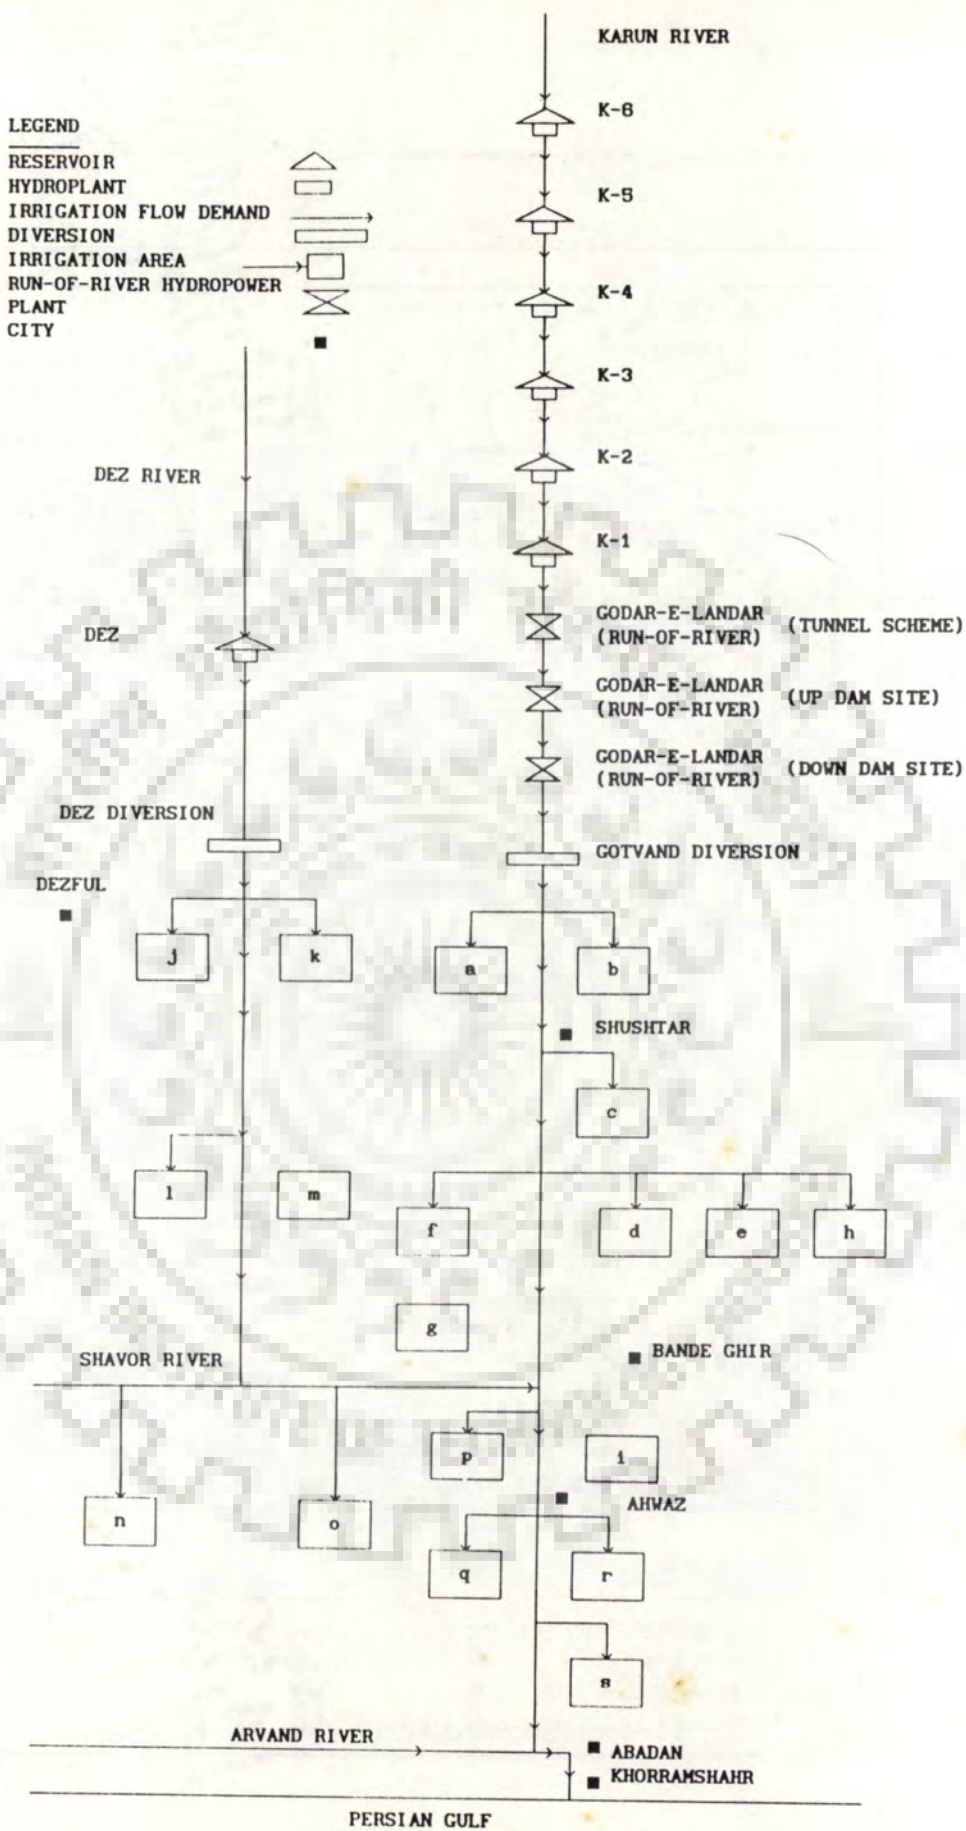 KARUN RIVER
K-6
LEGEND
RESERVOIR
HYDROPLANT
IRRIGATION FLOW DEMAND
DIVERSION
IRRIGATION AREA
RUN-OF-RIVER HYDROPOWER
PLANT
CITY
K-5
K-4
K-3
K-2
DEZ RIVER
K-1
GODAR-E-LANDAR
(RUN-OF-RIVER) (TUNNEL SCHEME)
DEZ
GODAR-E-LANDAR
(RUN-OF-RIVER) (UP DAM SITE)
GODAR-E-LANDAR
(RUN-OF-RIVER) (DOWN DAM SITE)
DEZ DIVERSION
GOTVAND DIVERSION
DEZFUL
j k a b
SHUSHTAR
c
l m
f d e h
g
SHAVOR RIVER
BANDE GHIR
p i
AHWAZ
n o
q r
s
ARVAND RIVER
ABADAN
KHORRAMSHAHR
PERSIAN GULF